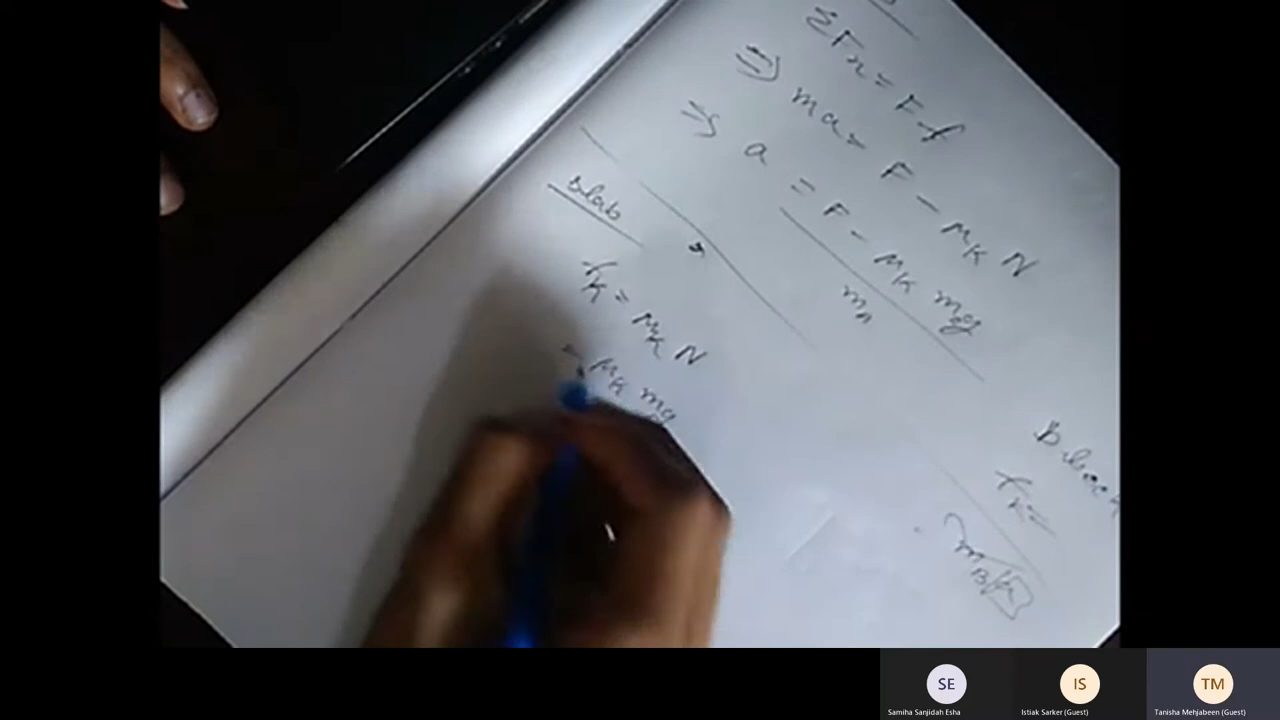 ΣFx = F - f
⇒ ma = F - μK N
⇒ a = F - μK mg
mA
Slab
fK = μK N
= μK mg
Block
fK =
mB
SE
IS
TM
Samiha Sanjidah Esha
Istiak Sarker (Guest)
Tanisha Mehjabeen (Guest)